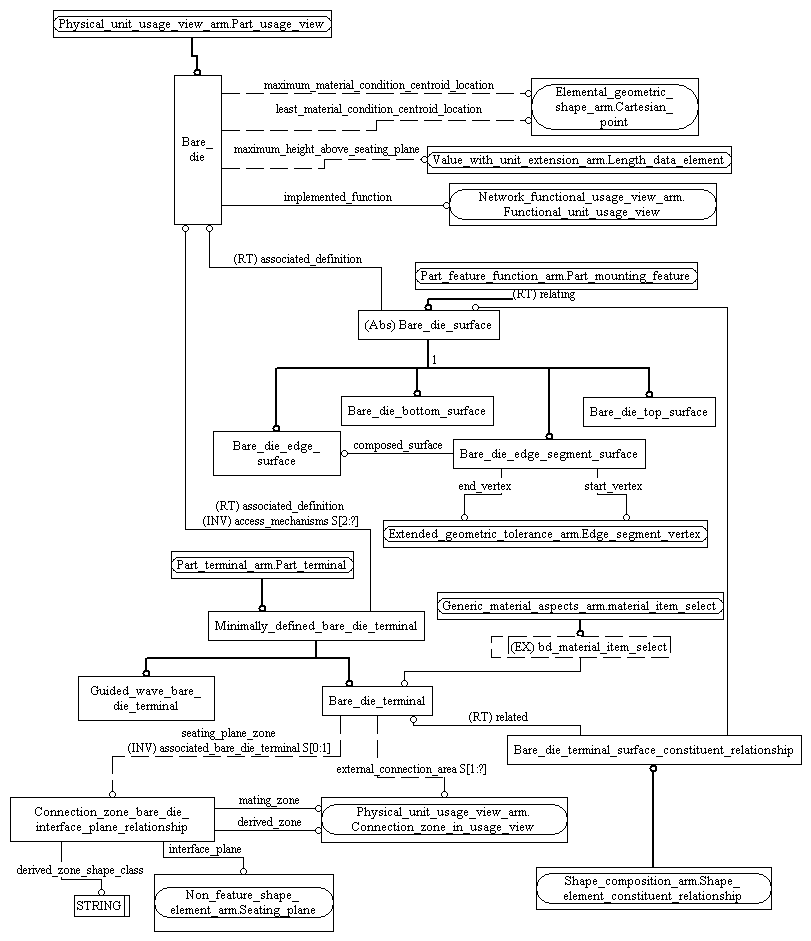 Physical_unit_usage_view_arm.Part_usage_view
maximum_material_condition_centroid_location
least_material_condition_centroid_location
Elemental_geometric_
shape_arm.Cartesian_
point
Bare_
die
maximum_height_above_seating_plane
Value_with_unit_extension_arm.Length_data_element
implemented_function
Network_functional_usage_view_arm.
Functional_unit_usage_view
(RT) associated_definition
Part_feature_function_arm.Part_mounting_feature
(RT) relating
(Abs) Bare_die_surface
1
Bare_die_bottom_surface
Bare_die_top_surface
Bare_die_edge_
surface
composed_surface
Bare_die_edge_segment_surface
end_vertex
start_vertex
(RT) associated_definition
(INV) access_mechanisms S[2:?]
Extended_geometric_tolerance_arm.Edge_segment_vertex
Part_terminal_arm.Part_terminal
Generic_material_aspects_arm.material_item_select
Minimally_defined_bare_die_terminal
(EX) bd_material_item_select
Guided_wave_bare_
die_terminal
Bare_die_terminal
(RT) related
seating_plane_zone
(INV) associated_bare_die_terminal S[0:1]
Bare_die_terminal_surface_constituent_relationship
external_connection_area S[1:?]
Connection_zone_bare_die_
interface_plane_relationship
mating_zone
derived_zone
Physical_unit_usage_view_arm.
Connection_zone_in_usage_view
interface_plane
derived_zone_shape_class
STRING
Non_feature_shape_
element_arm.Seating_plane
Shape_composition_arm.Shape_
element_constituent_relationship